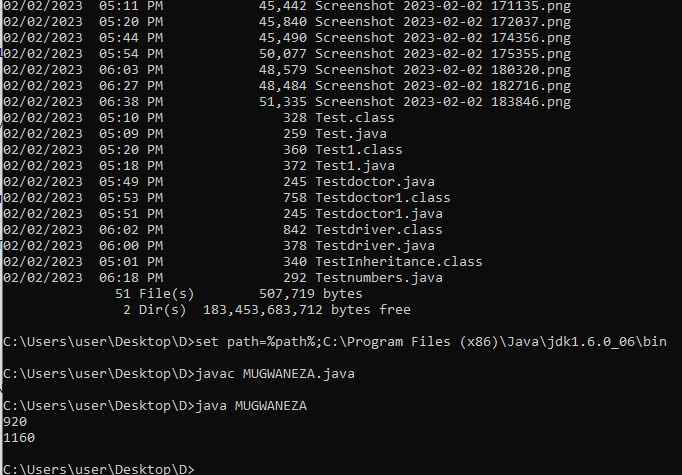 02/02/2023  05:11 PM            45,442 Screenshot 2023-02-02 171135.png
02/02/2023  05:20 PM            45,840 Screenshot 2023-02-02 172037.png
02/02/2023  05:44 PM            45,490 Screenshot 2023-02-02 174356.png
02/02/2023  05:54 PM            50,077 Screenshot 2023-02-02 175355.png
02/02/2023  06:03 PM            48,579 Screenshot 2023-02-02 180320.png
02/02/2023  06:27 PM            48,484 Screenshot 2023-02-02 182716.png
02/02/2023  06:38 PM            51,335 Screenshot 2023-02-02 183846.png
02/02/2023  05:10 PM               328 Test.class
02/02/2023  05:09 PM               259 Test.java
02/02/2023  05:20 PM               360 Test1.class
02/02/2023  05:18 PM               372 Test1.java
02/02/2023  05:49 PM               245 Testdoctor.java
02/02/2023  05:53 PM               758 Testdoctor1.class
02/02/2023  05:51 PM               245 Testdoctor1.java
02/02/2023  06:02 PM               842 Testdriver.class
02/02/2023  06:00 PM               378 Testdriver.java
02/02/2023  05:01 PM               340 TestInheritance.class
02/02/2023  06:18 PM               292 Testnumbers.java
51 File(s)        507,719 bytes
2 Dir(s)  183,453,683,712 bytes free
C:\Users\user\Desktop\D>set path=%path%;C:\Program Files (x86)\Java\jdk1.6.0_06\bin
C:\Users\user\Desktop\D>javac MUGWANEZA.java
C:\Users\user\Desktop\D>java MUGWANEZA
920
1160
C:\Users\user\Desktop\D>